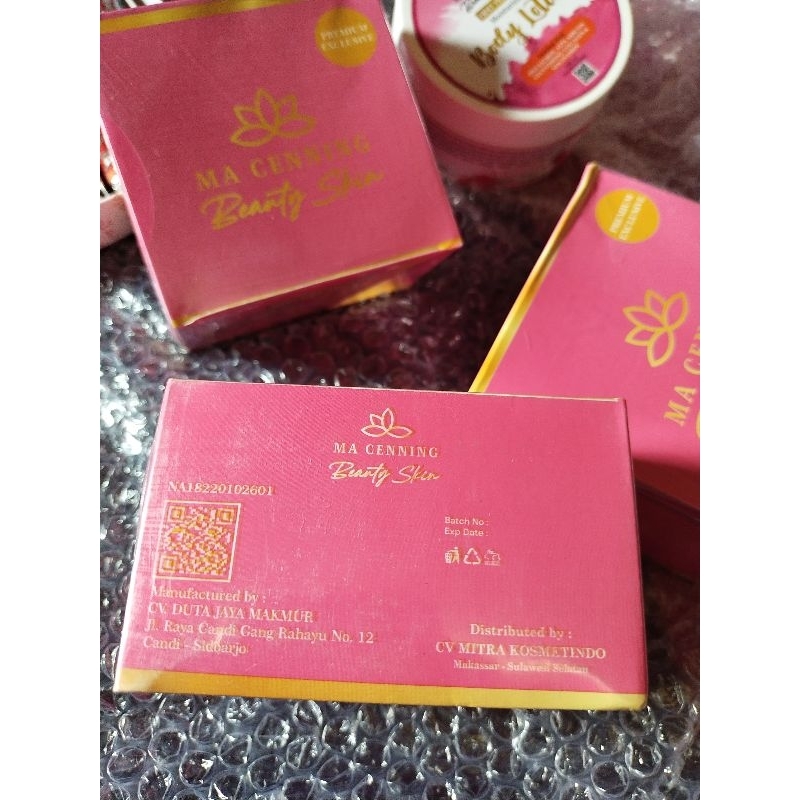 PREMIUM
EXCLUSIVE
MA CENNING
Beauty Skin
Body
PREMIUM
EXCLUSIVE
MA CEN
MA CENNING
Beauty Skin
NA18220102601
Batch No :
Exp Date :
Manufactured by :
CV. DUTA JAYA MAKMUR
Jl. Raya Candi Gang Rahayu No. 12
Candi - Sidoarjo
Distributed by :
CV MITRA KOSMETINDO
Makassar - Sulawesi Selatan